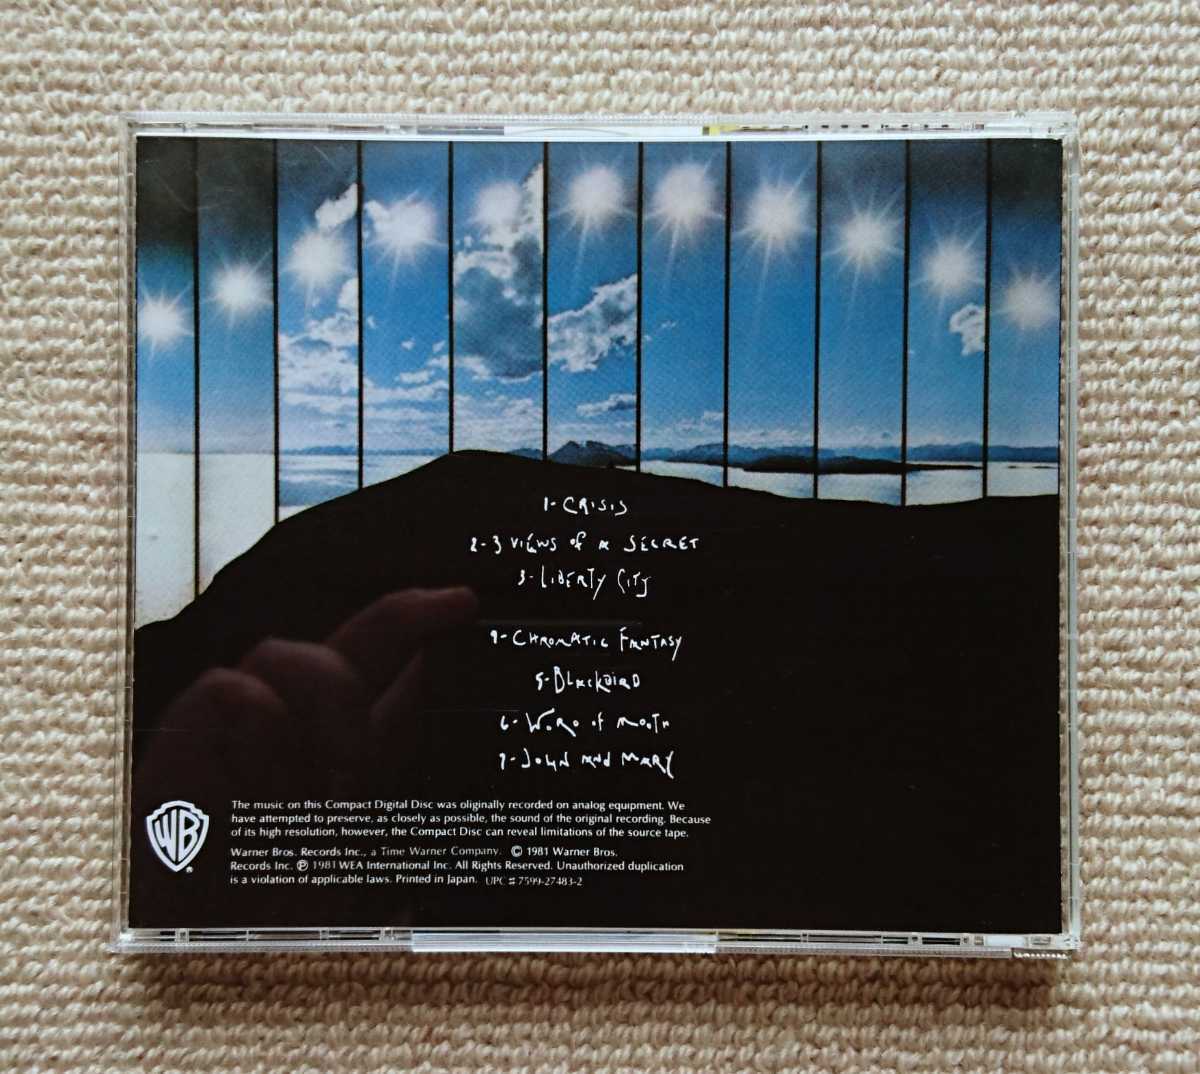 1- CRISIS
2- 3 VIEWS Of A SECRET
3- LIBERTY CITY
4- CHROMATIC FANTASY
5- BLACKBIRD
6- WORD Of MOUTH
7- JOHN AND MARY
The music on this Compact Digital Disc was oliginally recorded on analog equipment. We
have attempted to preserve, as closely as possible, the sound of the original recording. Because
of its high resolution, however, the Compact Disc can reveal limitations of the source tape.
WB ®
Warner Bros. Records Inc., a Time Warner Company. © 1981 Warner Bros.
Records Inc. ℗ 1981 WEA International Inc. All Rights Reserved. Unauthorized duplication
is a violation of applicable laws. Printed in Japan. UPC # 7599-27483-2